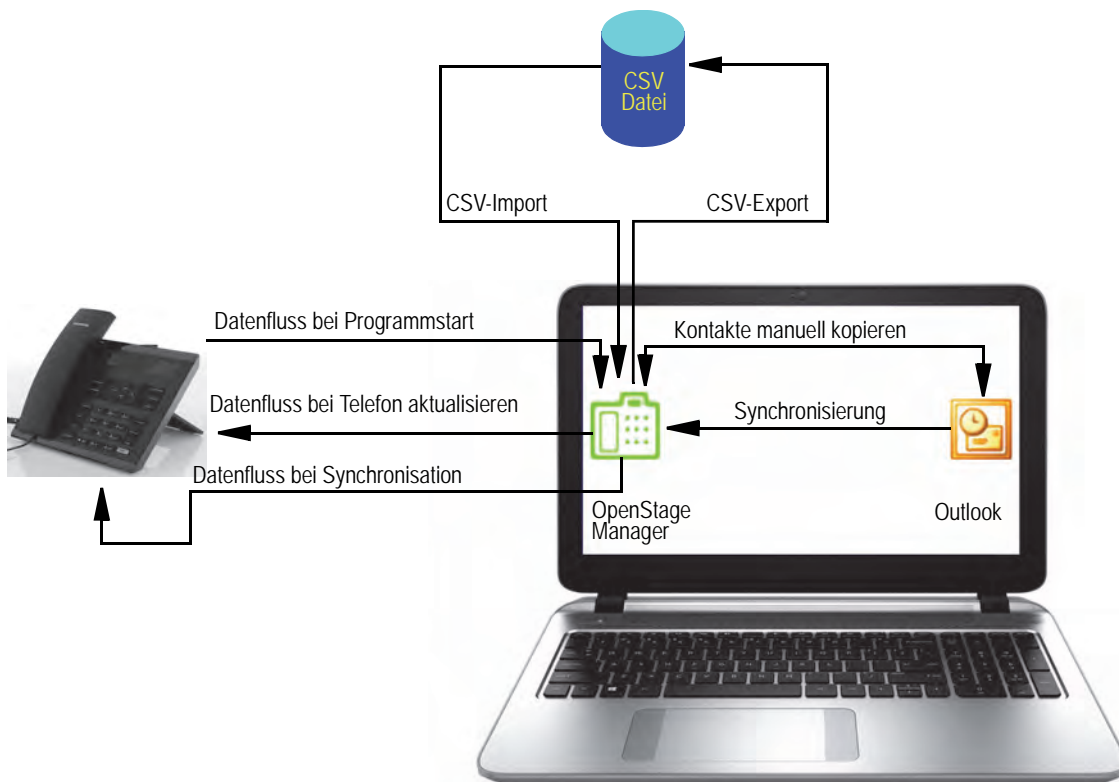 CSV
Datei
CSV-Import
CSV-Export
Datenfluss bei Programmstart
Kontakte manuell kopieren
Datenfluss bei Telefon aktualisieren
Synchronisierung
Datenfluss bei Synchronisation
OpenStage
Manager
Outlook